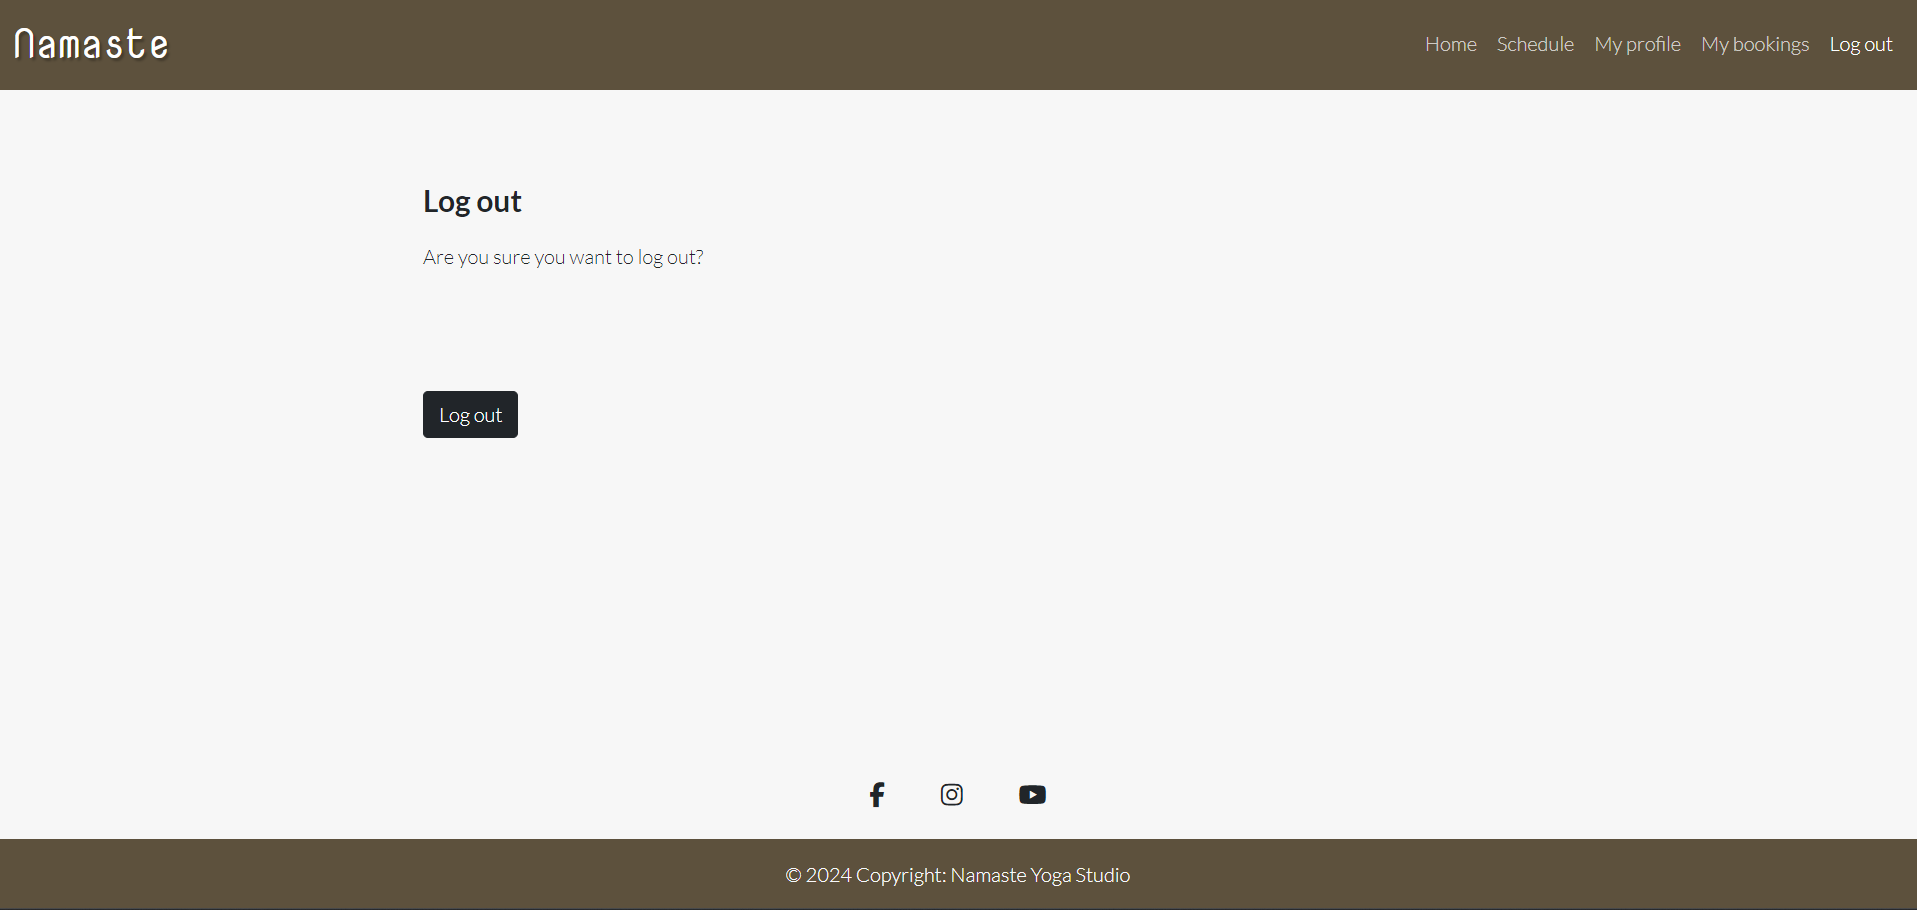 Namaste
Home Schedule My profile My bookings Log out
Log out
Are you sure you want to log out?
Log out
© 2024 Copyright: Namaste Yoga Studio